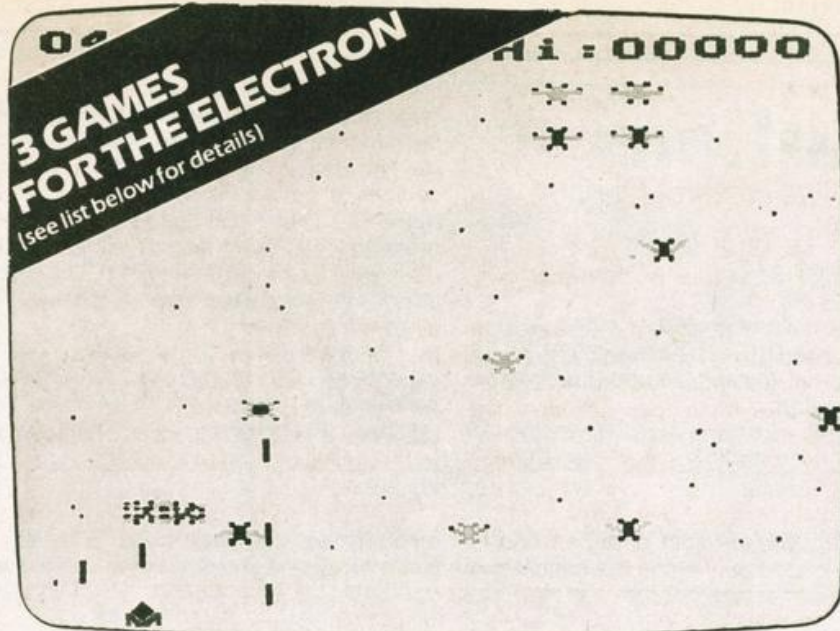 3 GAMES
FOR THE ELECTRON
(see list below for details)
Hi:00000